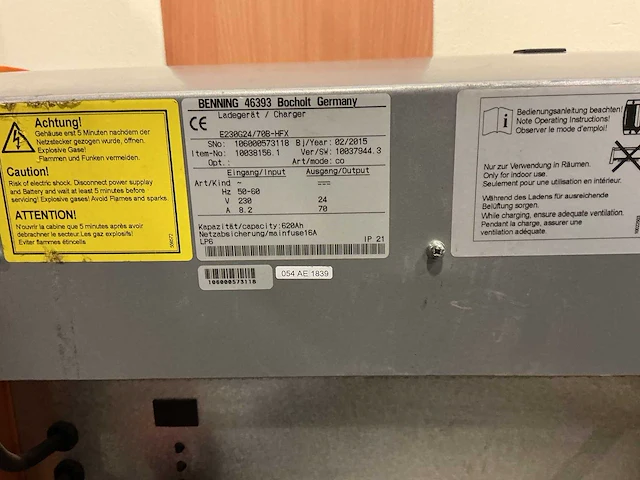 Achtung!
Gehäuse erst 5 Minuten nachdem der
Netzstecker gezogen wurde, öffnen.
Explosive Gase!
Flammen und Funken vermeiden.
Caution!
Risk of electric shock. Disconnect power supplay
and Battery and wait at least 5 minutes before
servicing! Explosive gases! Avoid Flames and sparks
ATTENTION!
N'ouvrir la cabine que 5 minutes après avoir
debrancher le secteur.Les gaz explosifs!
Eviter flammes étincells
BENNING 46393 Bocholt Germany
Ladegerät / Charger
CE
E230G24/70B-HFX
SNo: 106000573118 Bj/Year: 02/2015
Item-No: 10038156.1 Ver/SW: 10037944.3
Opt.: Art/mode: co
Eingang/Input Ausgang/Output
Art/Kind ~
Hz 50-60
V 230 24
A 8.2 70
Kapazität/capacity:620Ah
Netzabsicherung/mainfuse16A
LP6 IP 21
106000573118
054 AE 1839
Bedienungsanleitung beachten!
Note Operating Instructions!
Observer le mode d'emploi!
Nur zur Verwendung in Räumen.
Only for indoor use.
Seulement pour une utilisation en intérieur.
Während des Ladens für ausreichende
Belüftung sorgen.
While charging, ensure adequate ventilation.
Pendant la charge, assurer une
ventilation adéquate.